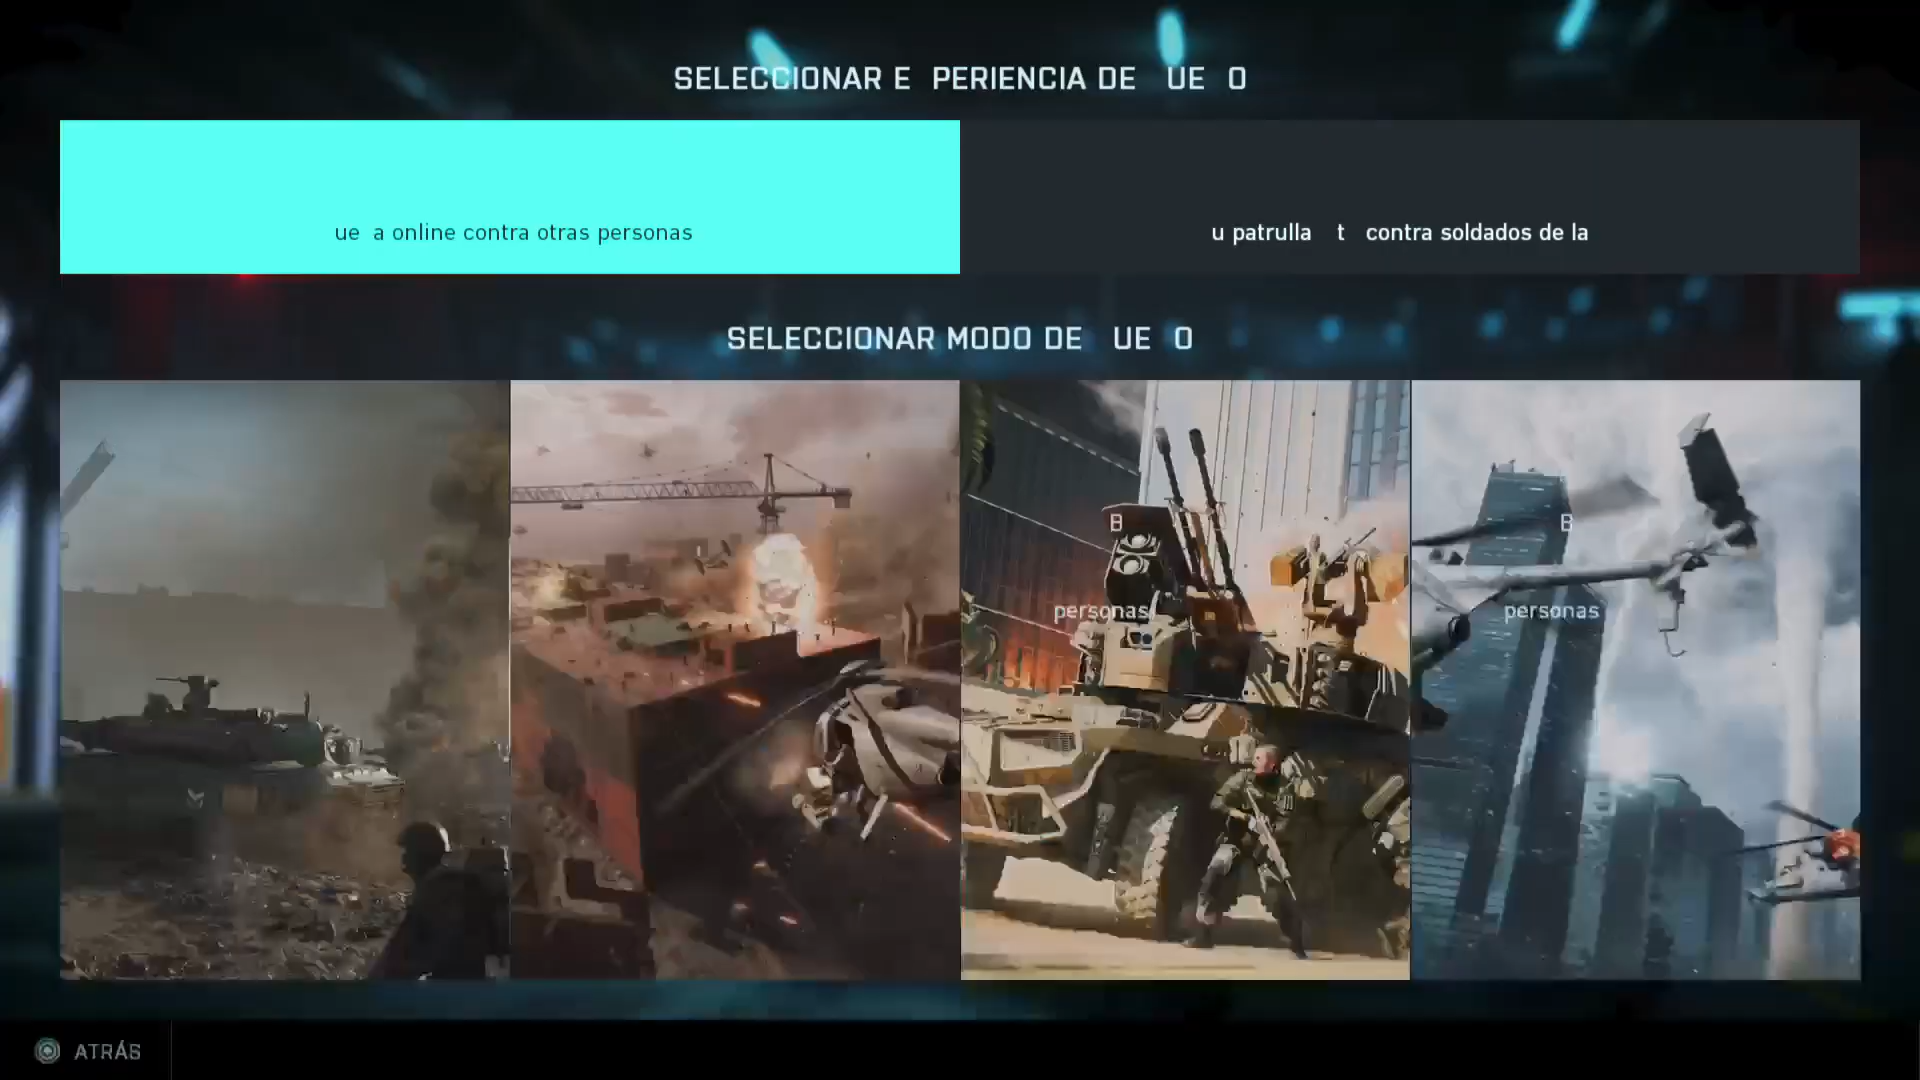 SELECCIONAR E PERIENCIA DE UE O
ue a online contra otras personas
u patrulla t contra soldados de la
SELECCIONAR MODO DE UE O
B
B
personas
personas
ATRÁS